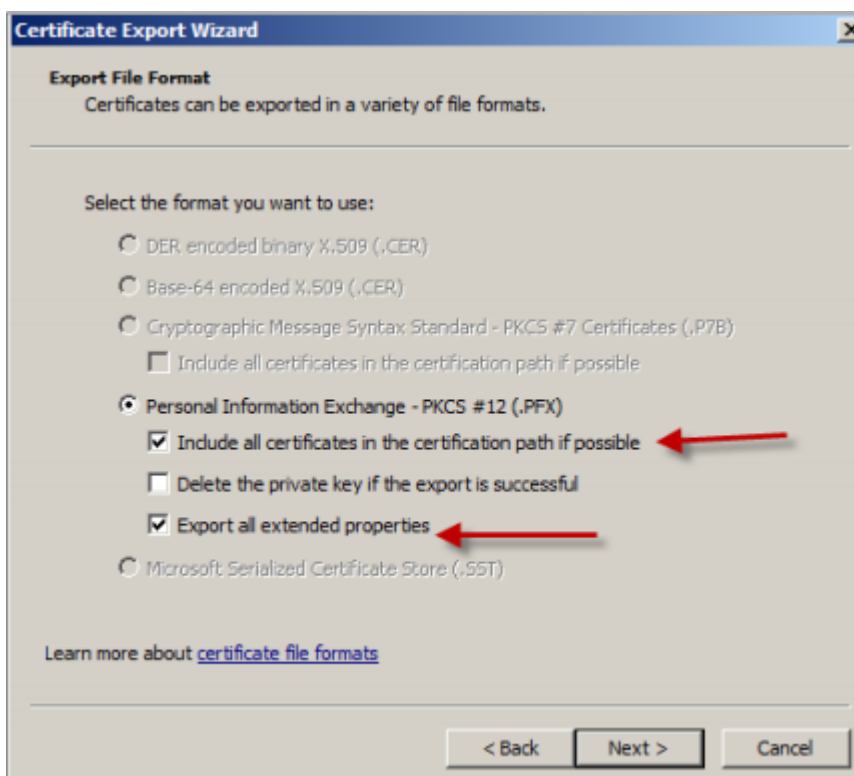 Certificate Export Wizard
Export File Format
Certificates can be exported in a variety of file formats.
Select the format you want to use:
DER encoded binary X.509 (.CER)
Base-64 encoded X.509 (.CER)
Cryptographic Message Syntax Standard - PKCS #7 Certificates (.P7B)
Include all certificates in the certification path if possible
Personal Information Exchange - PKCS #12 (.PFX)
Include all certificates in the certification path if possible
Delete the private key if the export is successful
Export all extended properties
Microsoft Serialized Certificate Store (.SST)
Learn more about certificate file formats
< Back Next > Cancel